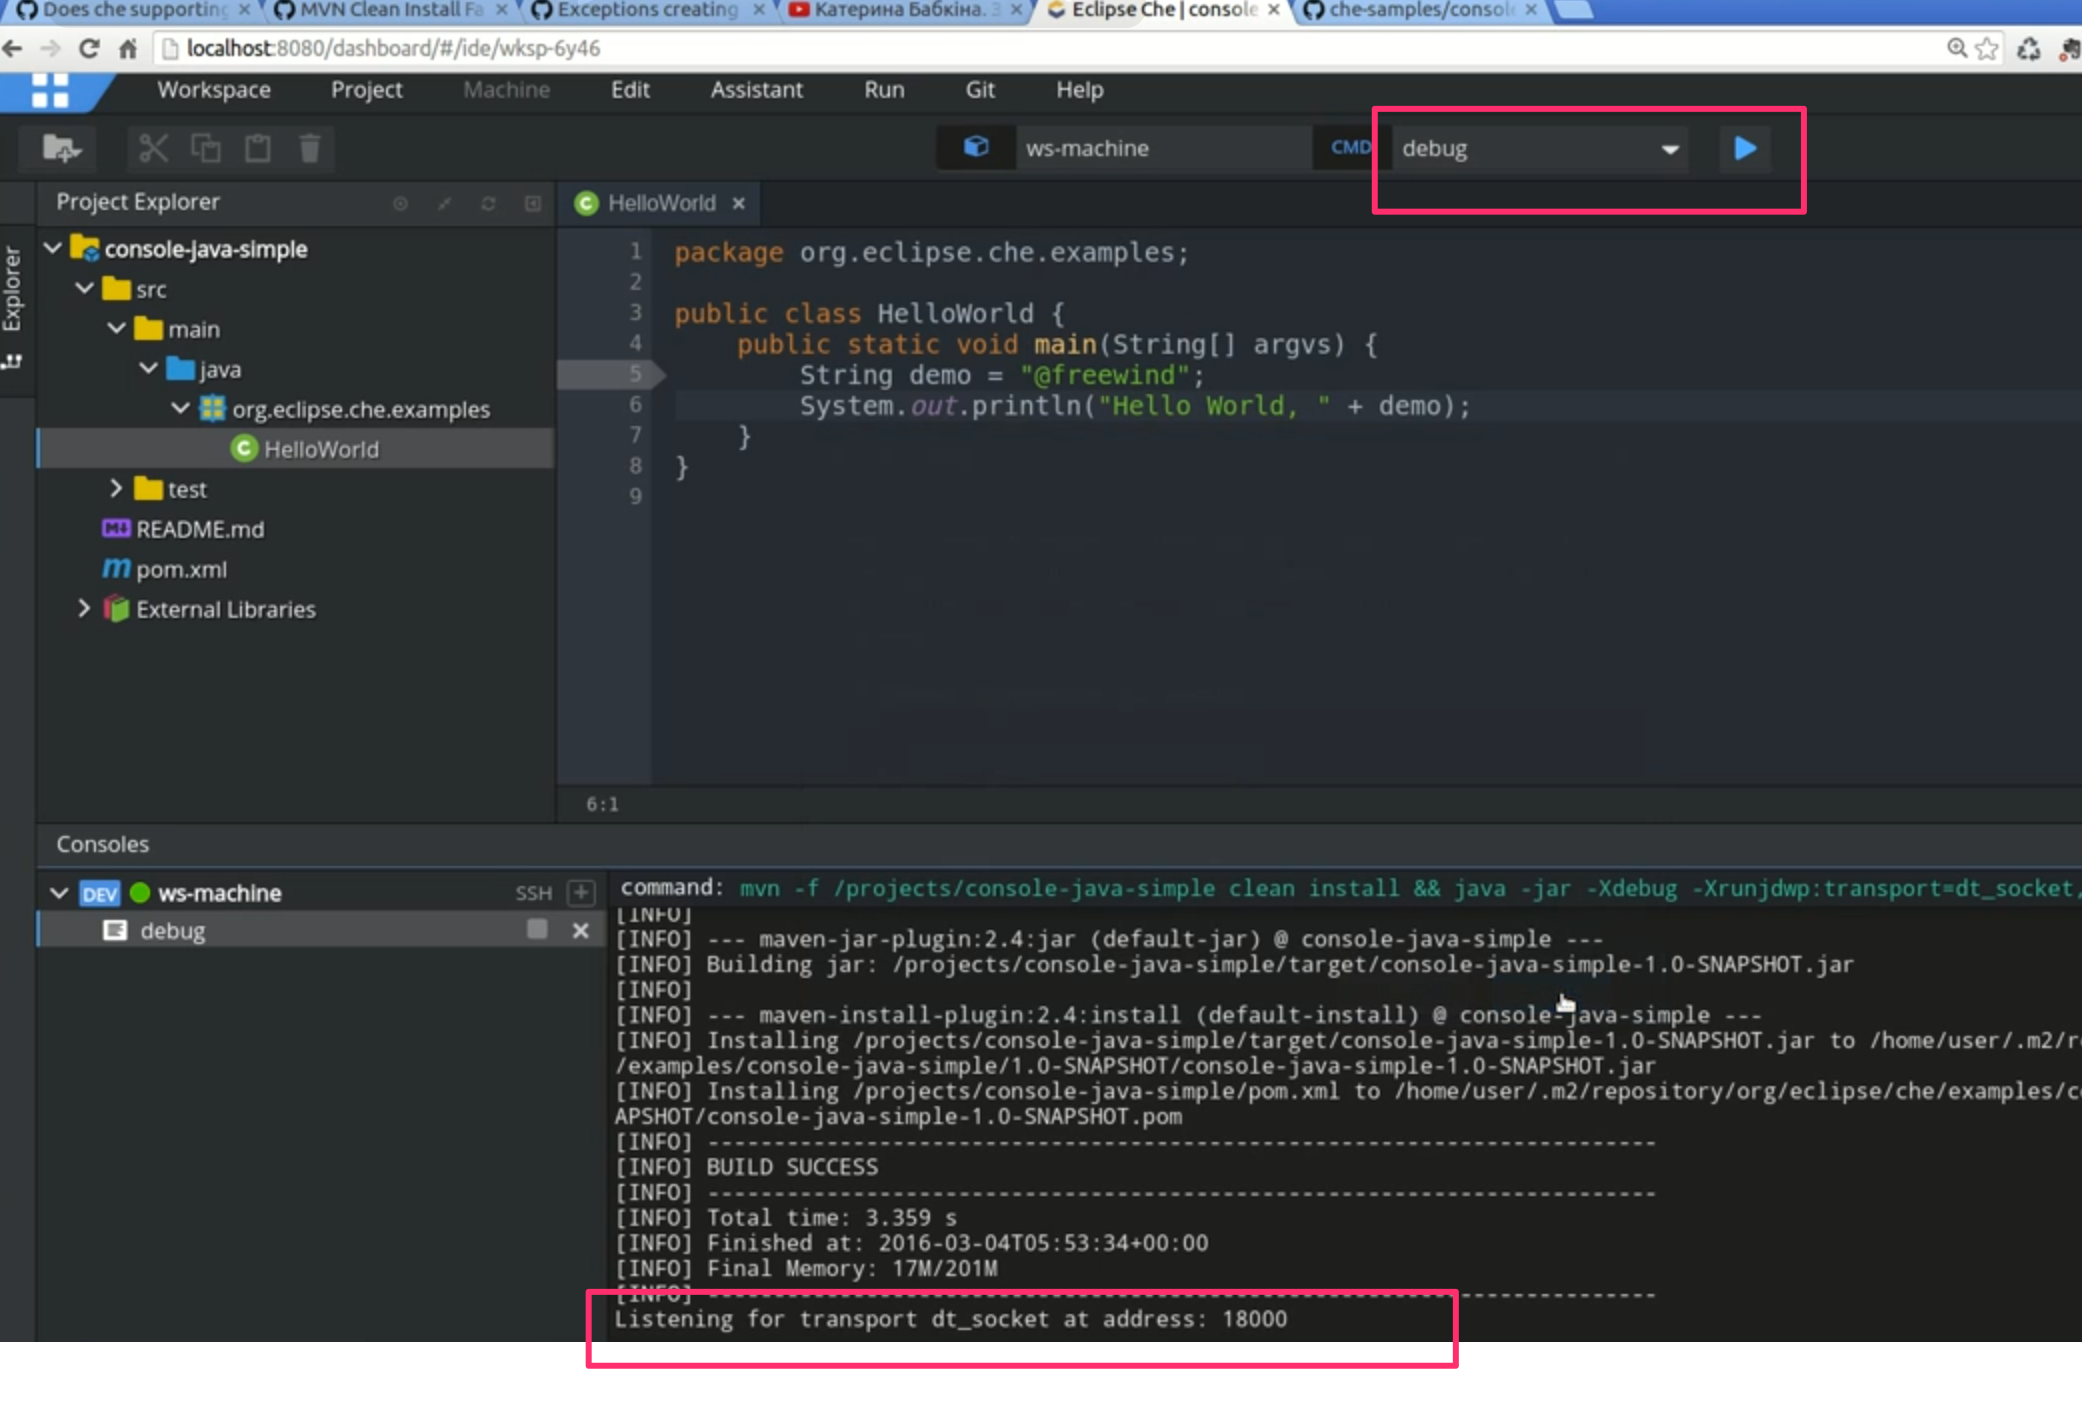 Does che supporting
MVN Clean Install Fa
Exceptions creating
Катерина Бабкіна. З
Eclipse Che | console
che-samples/consol
localhost:8080/dashboard/#/ide/wksp-6y46
Workspace Project Machine Edit Assistant Run Git Help
ws-machine CMD debug
Project Explorer
HelloWorld
Explorer
console-java-simple
src
main
java
org.eclipse.che.examples
HelloWorld
test
README.md
pom.xml
External Libraries
1 package org.eclipse.che.examples;
2
3 public class HelloWorld {
4 public static void main(String[] argvs) {
5 String demo = "@freewind";
6 System.out.println("Hello World, " + demo);
7 }
8 }
9
6:1
Consoles
DEV ws-machine SSH
debug
command: mvn -f /projects/console-java-simple clean install && java -jar -Xdebug -Xrunjdwp:transport=dt_socket,
[INFO]
[INFO] --- maven-jar-plugin:2.4:jar (default-jar) @ console-java-simple ---
[INFO] Building jar: /projects/console-java-simple/target/console-java-simple-1.0-SNAPSHOT.jar
[INFO]
[INFO] --- maven-install-plugin:2.4:install (default-install) @ console-java-simple ---
[INFO] Installing /projects/console-java-simple/target/console-java-simple-1.0-SNAPSHOT.jar to /home/user/.m2/r
/examples/console-java-simple/1.0-SNAPSHOT/console-java-simple-1.0-SNAPSHOT.jar
[INFO] Installing /projects/console-java-simple/pom.xml to /home/user/.m2/repository/org/eclipse/che/examples/c
APSHOT/console-java-simple-1.0-SNAPSHOT.pom
[INFO] ------------------------------------------------------------------------
[INFO] BUILD SUCCESS
[INFO] ------------------------------------------------------------------------
[INFO] Total time: 3.359 s
[INFO] Finished at: 2016-03-04T05:53:34+00:00
[INFO] Final Memory: 17M/201M
[INFO] ------------------------------------------------------------------------
Listening for transport dt_socket at address: 18000